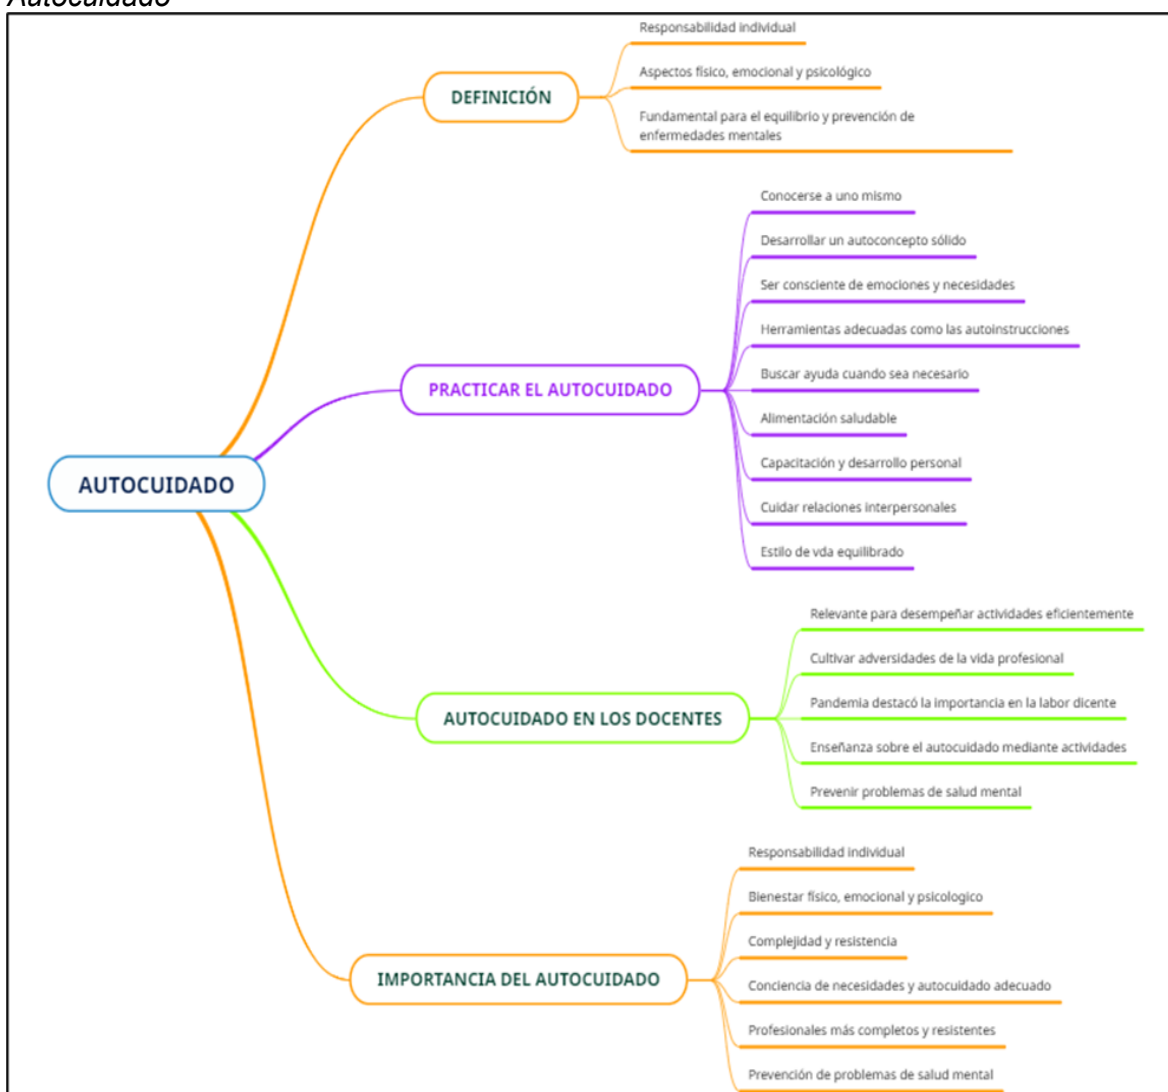 Autocuidado
DEFINICIÓN
Responsabilidad individual
Aspectos físico, emocional y psicológico
Fundamental para el equilibrio y prevención de
enfermedades mentales
PRACTICAR EL AUTOCUIDADO
Conocerse a uno mismo
Desarrollar un autoconcepto sólido
Ser consciente de emociones y necesidades
Herramientas adecuadas como las autoinstrucciones
Buscar ayuda cuando sea necesario
Alimentación saludable
Capacitación y desarrollo personal
Cuidar relaciones interpersonales
Estilo de vda equilibrado
AUTOCUIDADO
AUTOCUIDADO EN LOS DOCENTES
Relevante para desempeñar actividades eficientemente
Cultivar adversidades de la vida profesional
Pandemia destacó la importancia en la labor dicente
Enseñanza sobre el autocuidado mediante actividades
Prevenir problemas de salud mental
IMPORTANCIA DEL AUTOCUIDADO
Responsabilidad individual
Bienestar físico, emocional y psicologico
Complejidad y resistencia
Conciencia de necesidades y autocuidado adecuado
Profesionales más completos y resistentes
Prevención de problemas de salud mental